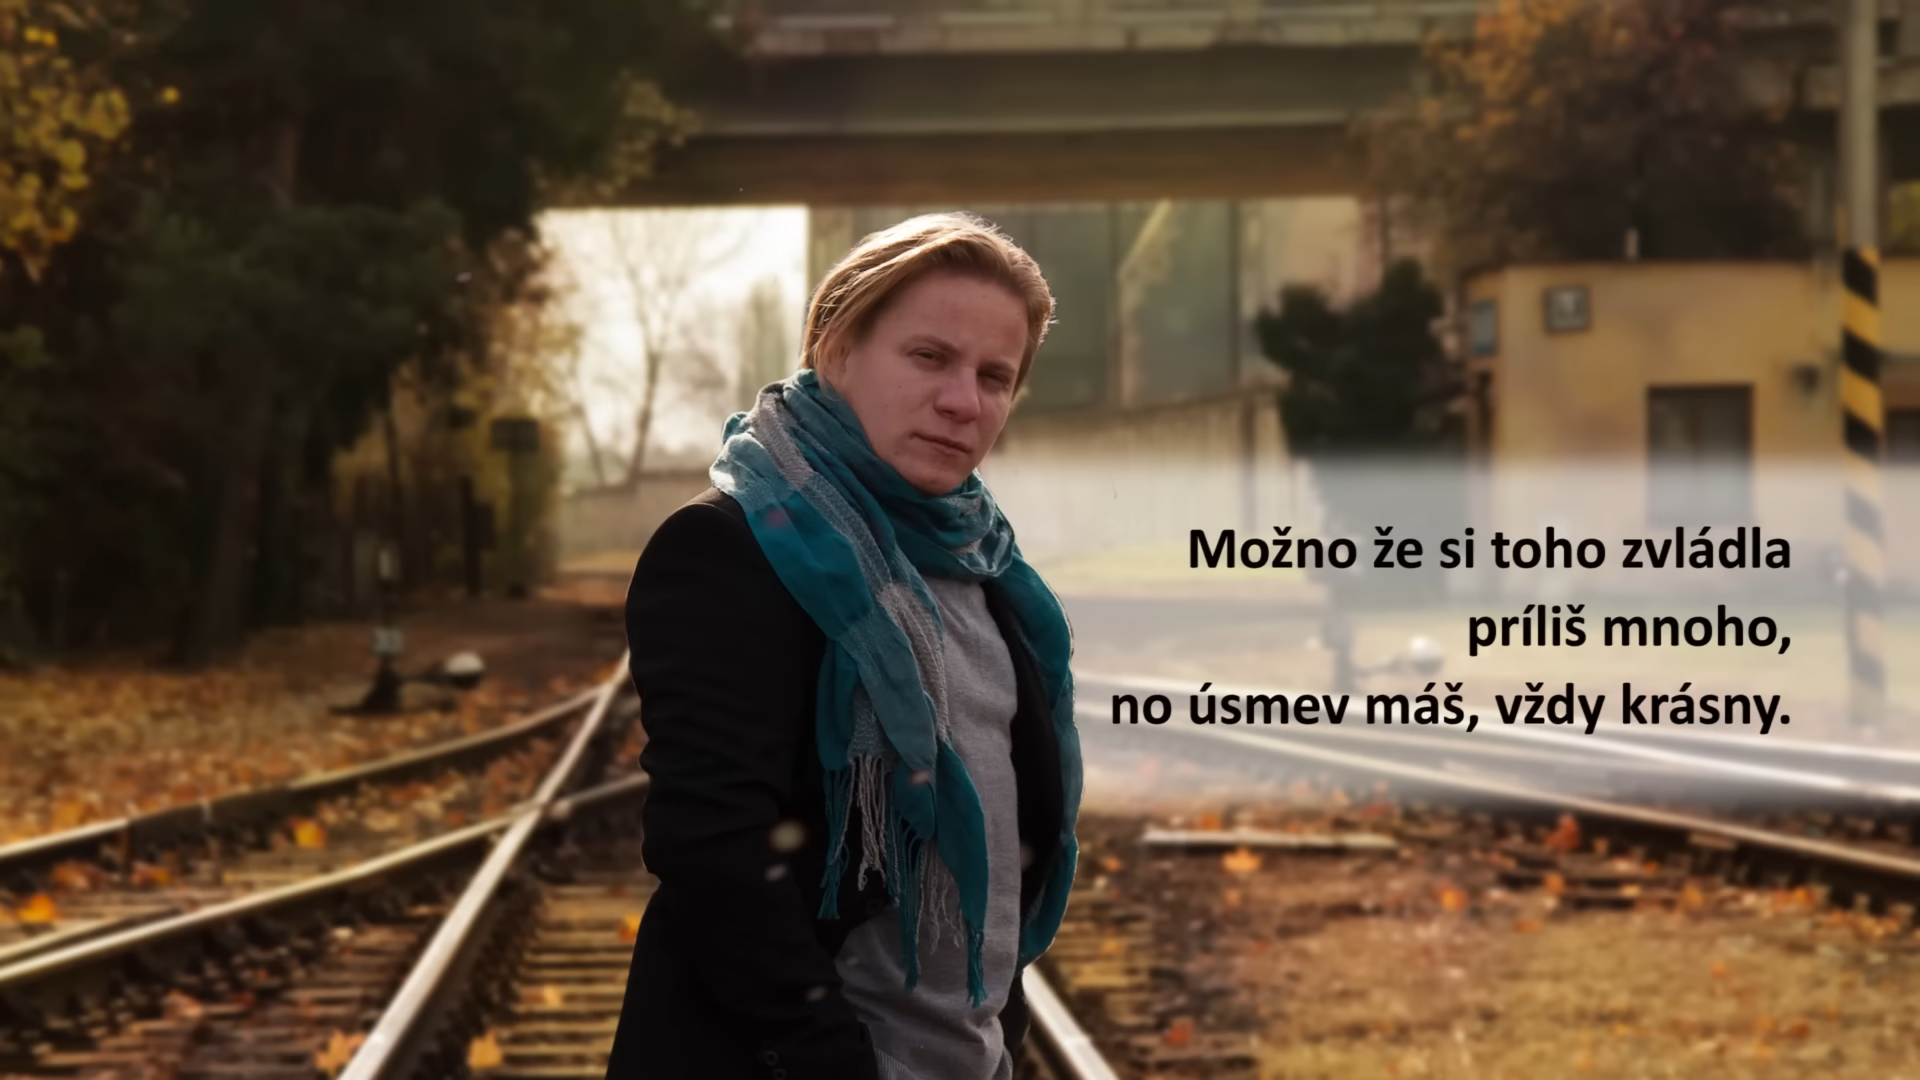 Možno že si toho zvládla
príliš mnoho,
no úsmev máš, vždy krásny.